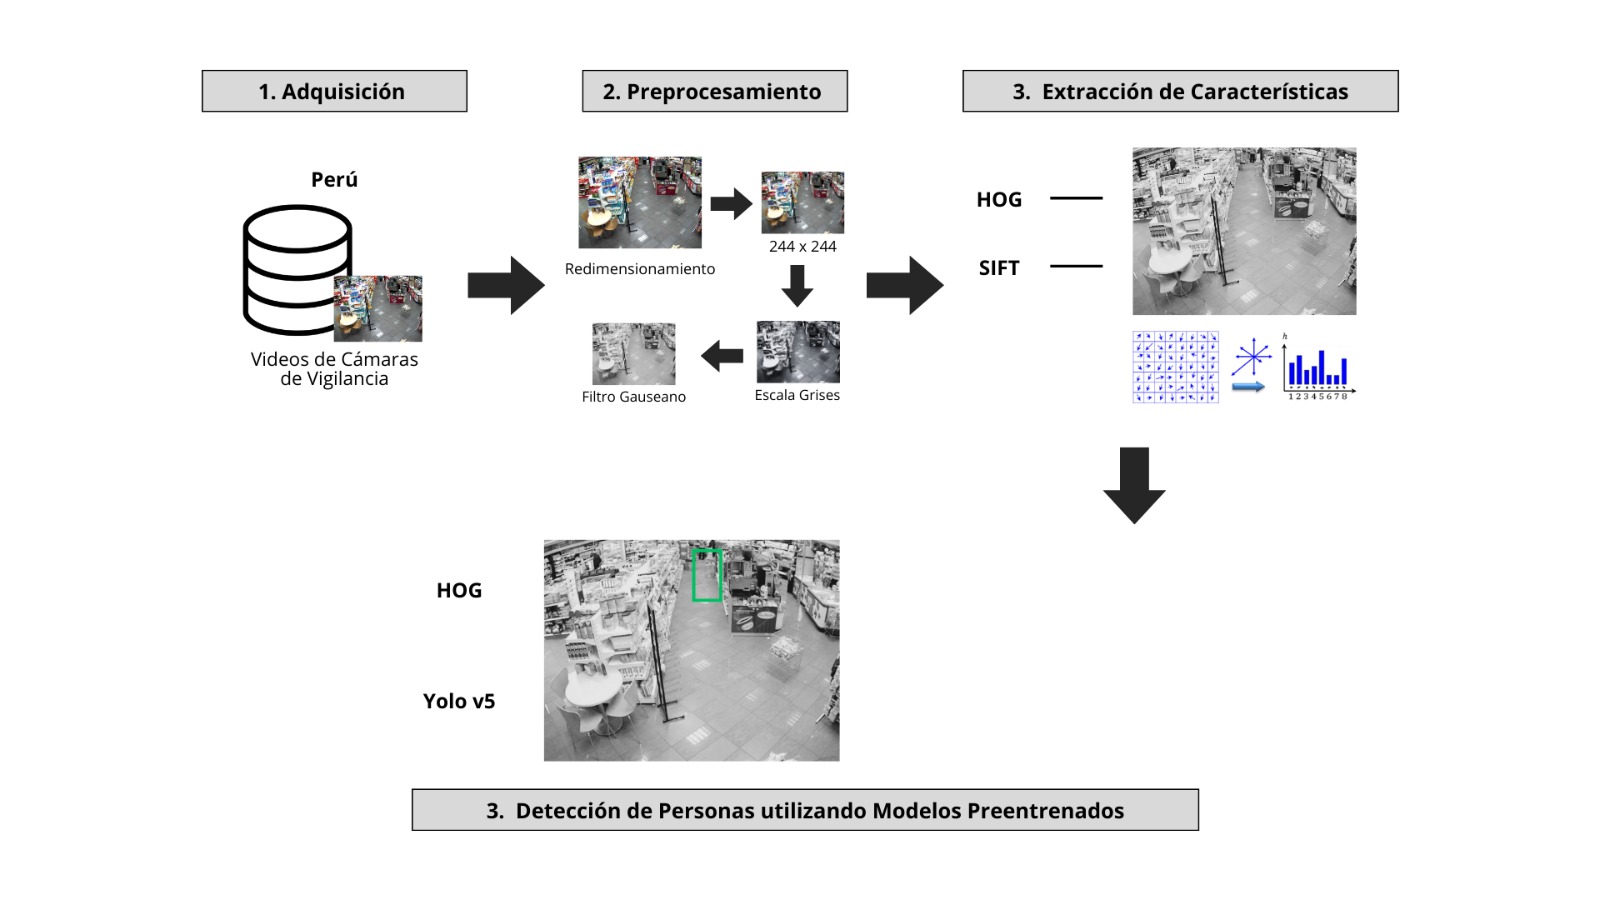 1. Adquisición
2. Preprocesamiento
3. Extracción de Características
Perú
Videos de Cámaras
de Vigilancia
244 x 244
Redimensionamiento
Filtro Gauseano
Escala Grises
HOG
SIFT
h
1 2 3 4 5 6 7 8
HOG
Yolo v5
3. Detección de Personas utilizando Modelos Preentrenados